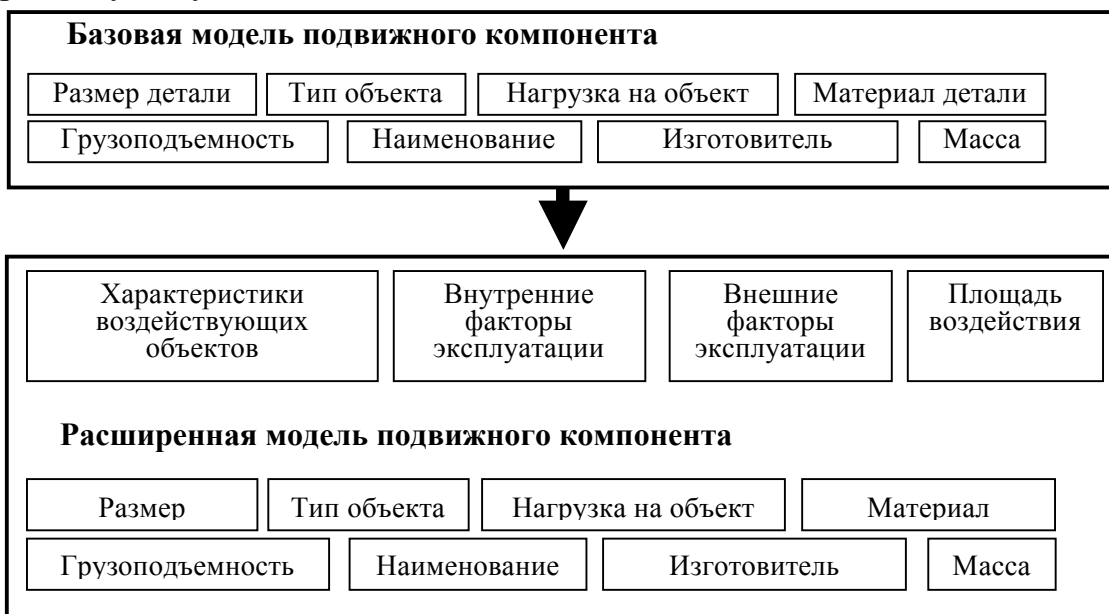 Базовая модель подвижного компонента
Размер детали Тип объекта Нагрузка на объект Материал детали
Грузоподъемность Наименование Изготовитель Масса
Характеристики Внутренние Внешние Площадь
воздействующих факторы факторы воздействия
объектов эксплуатации эксплуатации
Расширенная модель подвижного компонента
Размер Тип объекта Нагрузка на объект Материал
Грузоподъемность Наименование Изготовитель Масса